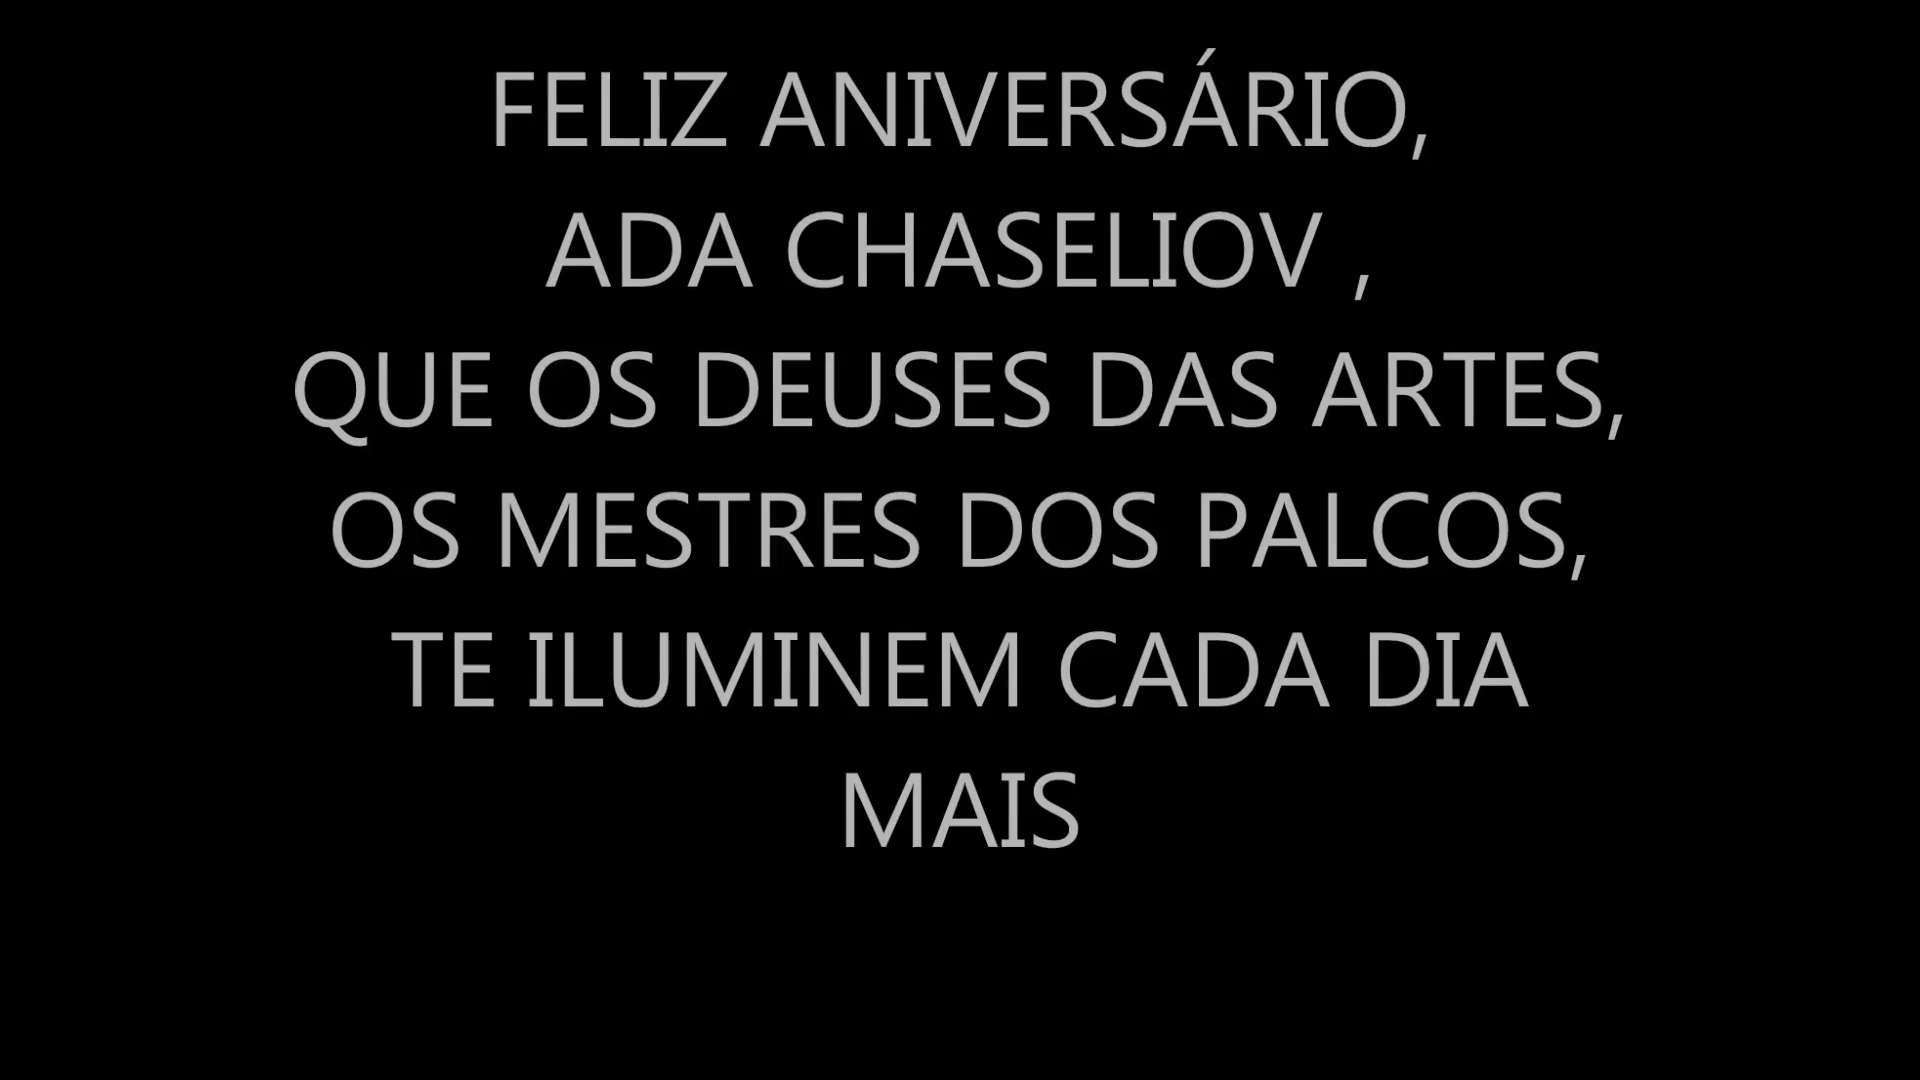 FELIZ ANIVERSÁRIO,
ADA CHASELIOV ,
QUE OS DEUSES DAS ARTES,
OS MESTRES DOS PALCOS,
TE ILUMINEM CADA DIA
MAIS